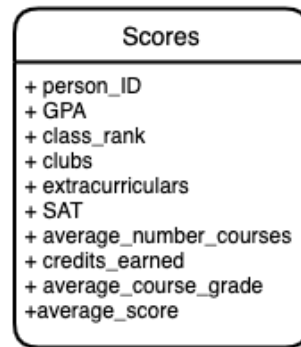 Scores
+ person_ID
+ GPA
+ class_rank
+ clubs
+ extracurriculars
+ SAT
+ average_number_courses
+ credits_earned
+ average_course_grade
+average_score